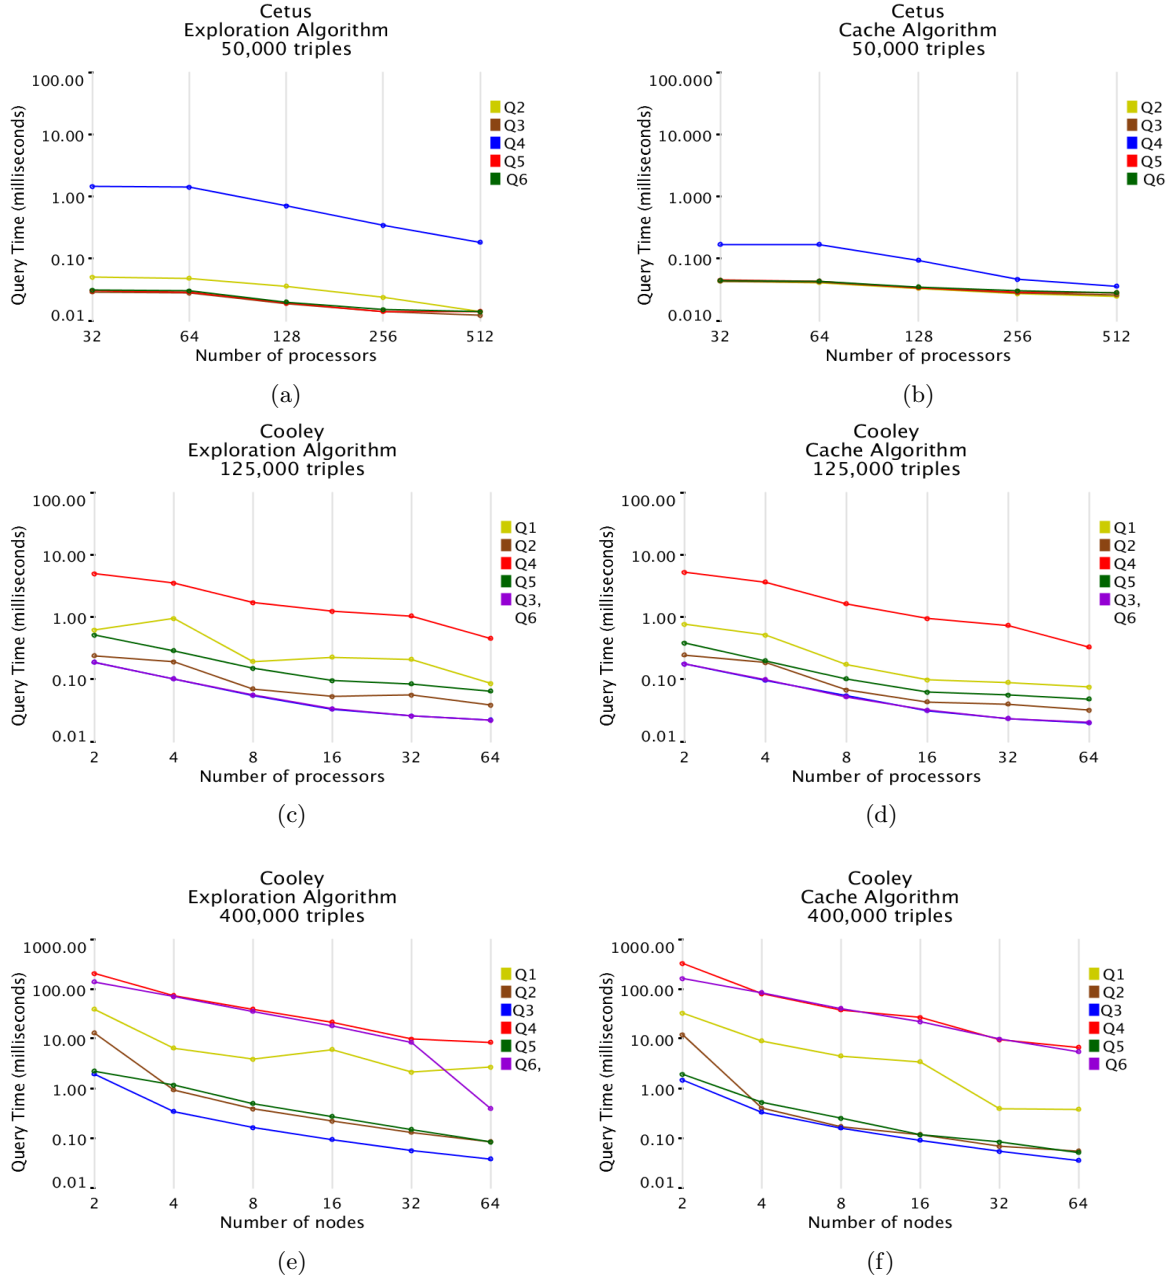 Cetus
Exploration Algorithm
50,000 triples
Query Time (milliseconds)
100.00
10.00
1.00
0.10
0.01
32 64 128 256 512
Number of processors
Q2
Q3
Q4
Q5
Q6
(a)
Cetus
Cache Algorithm
50,000 triples
Query Time (milliseconds)
100.000
10.000
1.000
0.100
0.010
32 64 128 256 512
Number of processors
Q2
Q3
Q4
Q5
Q6
(b)
Cooley
Exploration Algorithm
125,000 triples
Query Time (milliseconds)
100.00
10.00
1.00
0.10
0.01
2 4 8 16 32 64
Number of processors
Q1
Q2
Q4
Q5
Q3,
Q6
(c)
Cooley
Cache Algorithm
125,000 triples
Query Time (milliseconds)
100.00
10.00
1.00
0.10
0.01
2 4 8 16 32 64
Number of processors
Q1
Q2
Q4
Q5
Q3,
Q6
(d)
Cooley
Exploration Algorithm
400,000 triples
Query Time (milliseconds)
1000.00
100.00
10.00
1.00
0.10
0.01
2 4 8 16 32 64
Number of nodes
Q1
Q2
Q3
Q4
Q5
Q6,
(e)
Cooley
Cache Algorithm
400,000 triples
Query Time (milliseconds)
1000.00
100.00
10.00
1.00
0.10
0.01
2 4 8 16 32 64
Number of nodes
Q1
Q2
Q3
Q4
Q5
Q6
(f)